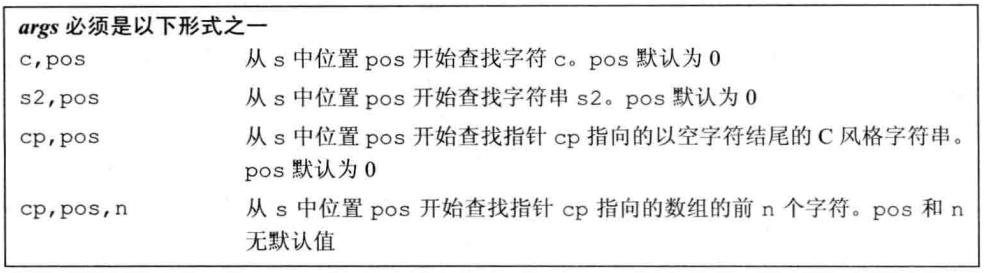 args 必须是以下形式之一
c,pos 从 s 中位置 pos 开始查找字符 c。pos 默认为 0
s2,pos 从 s 中位置 pos 开始查找字符串 s2。pos 默认为 0
cp,pos 从 s 中位置 pos 开始查找指针 cp 指向的以空字符结尾的 C 风格字符串。
pos 默认为 0
cp,pos,n 从 s 中位置 pos 开始查找指针 cp 指向的数组的前 n 个字符。pos 和 n
无默认值